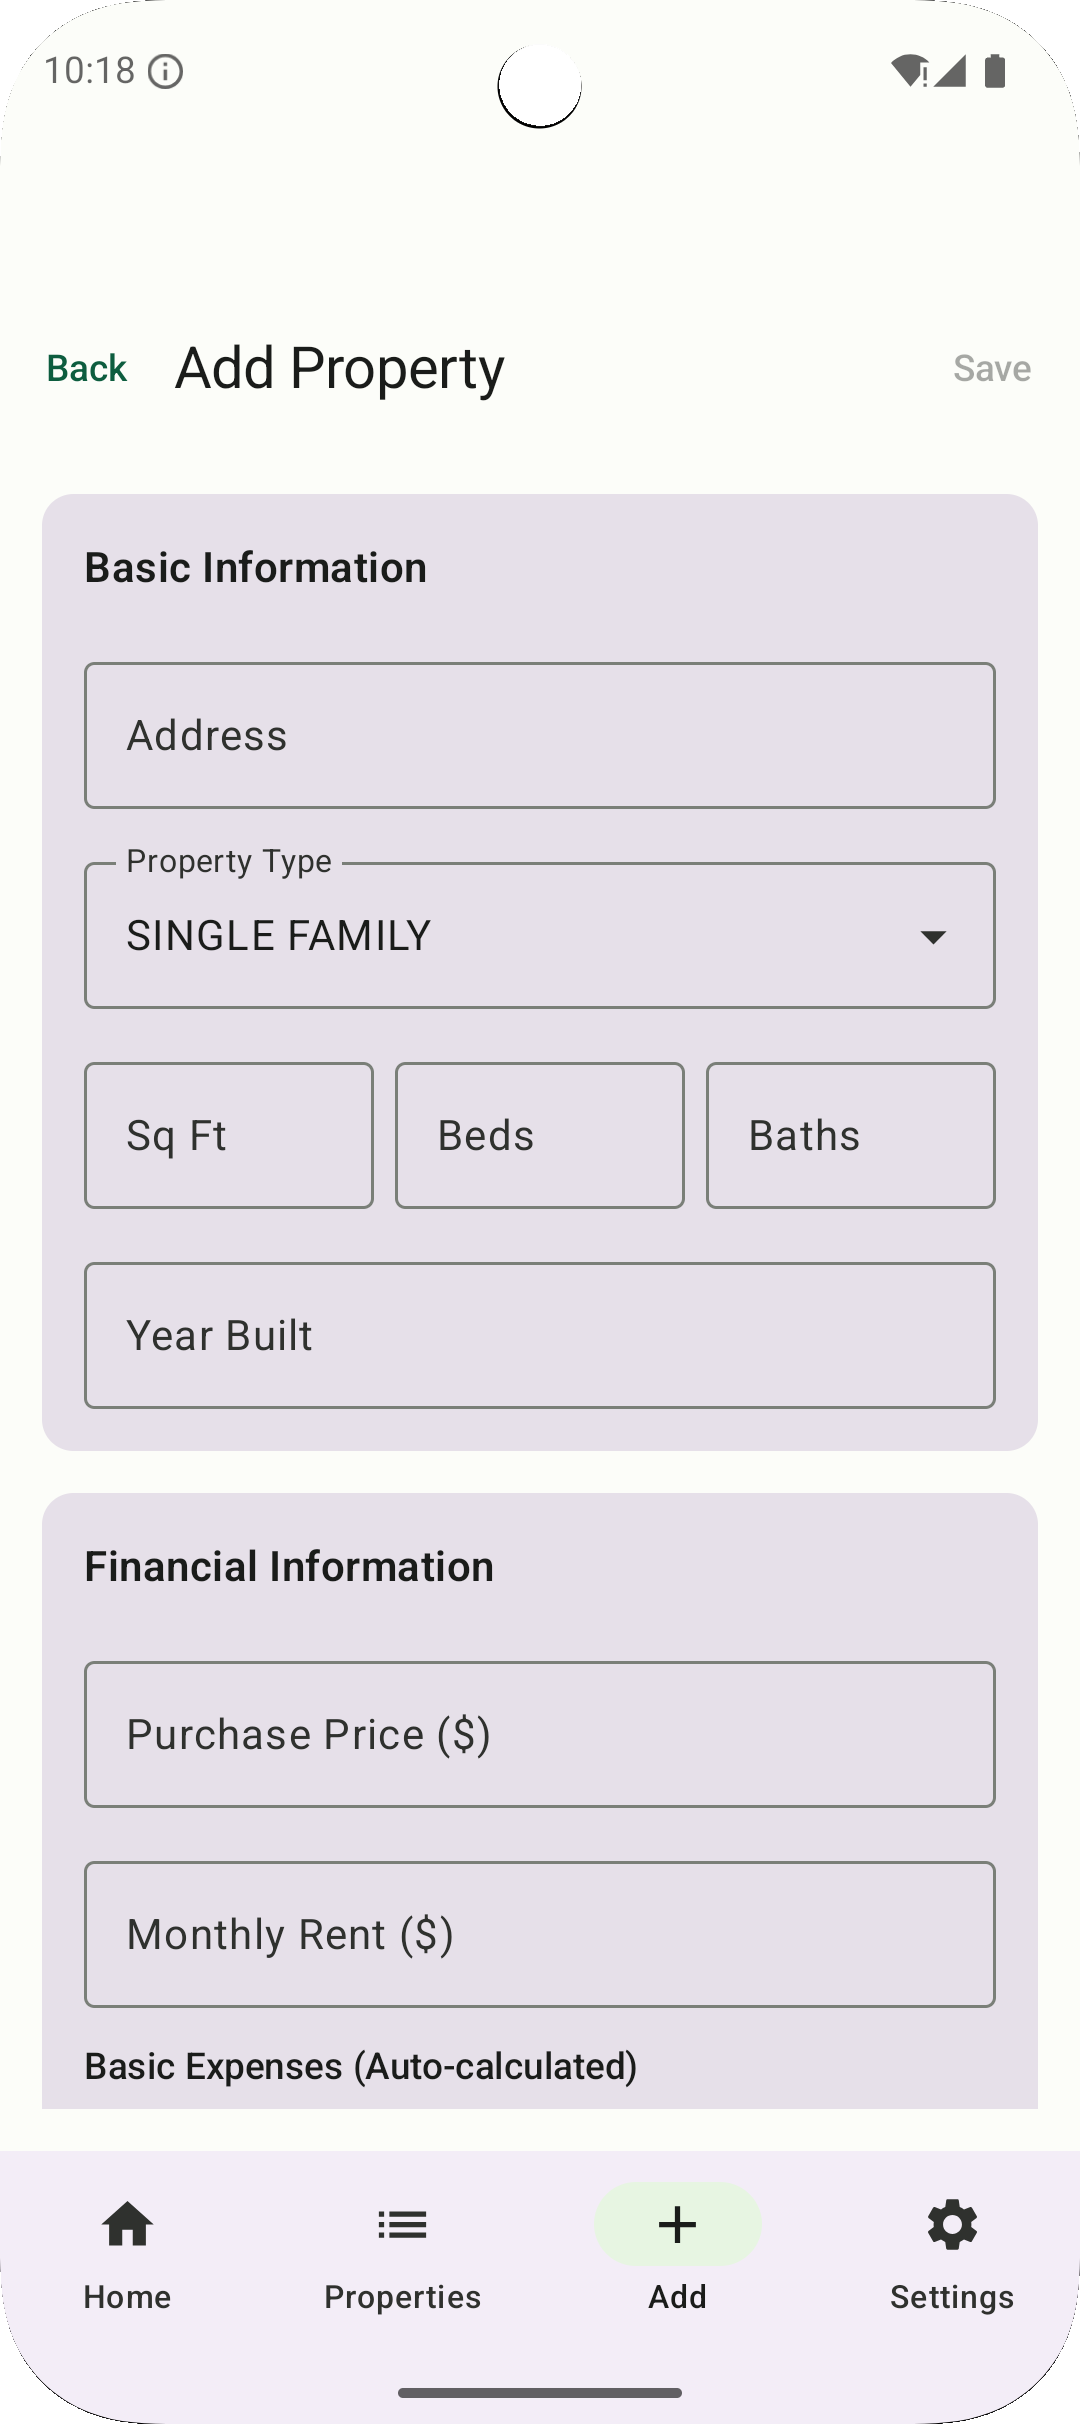 10:18
Back Add Property Save
Basic Information
Address
Property Type
SINGLE FAMILY
Sq Ft Beds Baths
Year Built
Financial Information
Purchase Price ($)
Monthly Rent ($)
Basic Expenses (Auto-calculated)
Home Properties Add Settings